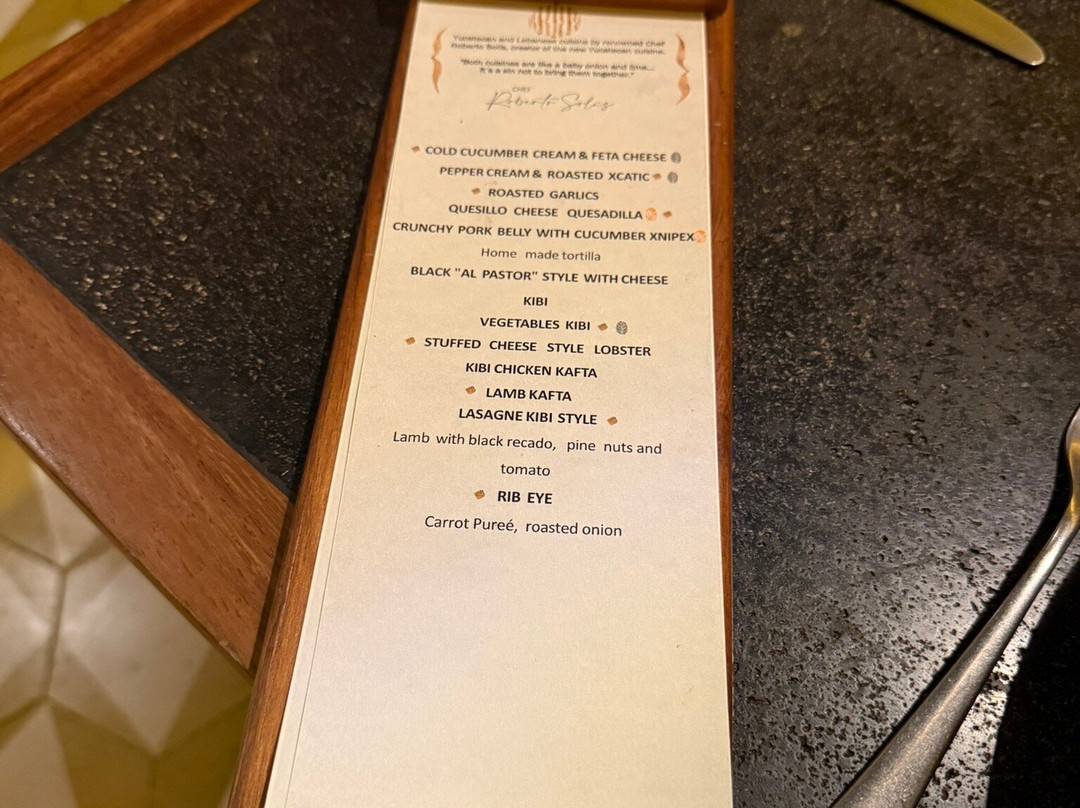 Yucatecan and Lebanese cuisine by renowned Chef
Roberto Solis, creator of the new Yucatecan cuisine.
"Both cuisines are like a baby onion and lime...
it's a sin not to bring them together."
CHEF
Roberto Solis
COLD CUCUMBER CREAM & FETA CHEESE
PEPPER CREAM & ROASTED XCATIC
ROASTED GARLICS
QUESILLO CHEESE QUESADILLA
CRUNCHY PORK BELLY WITH CUCUMBER XNIPEX
Home made tortilla
BLACK "AL PASTOR" STYLE WITH CHEESE
KIBI
VEGETABLES KIBI
STUFFED CHEESE STYLE LOBSTER
KIBI CHICKEN KAFTA
LAMB KAFTA
LASAGNE KIBI STYLE
Lamb with black recado, pine nuts and
tomato
RIB EYE
Carrot Pureé, roasted onion